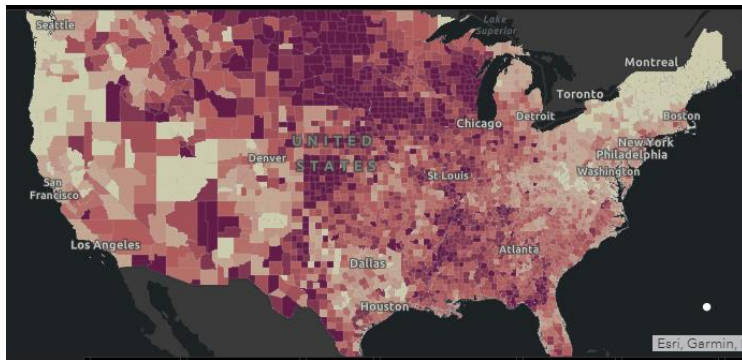 Seattle
Lake
Superior
Montreal
Toronto
Boston
Chicago
Detroit
New York
UNITED
Philadelphia
Denver
STATES
St Louis
Washington
San
Francisco
Los Angeles
Atlanta
Dallas
Houston
Esri, Garmin,